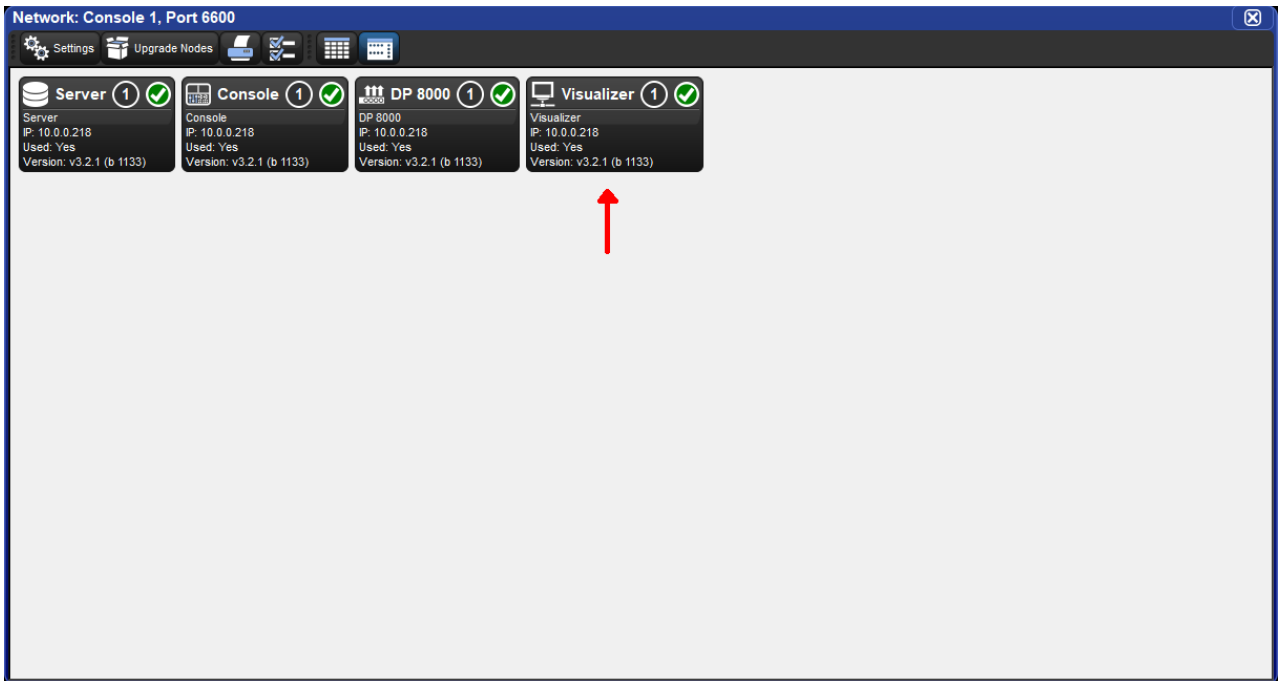 Network: Console 1, Port 6600
Settings Upgrade Nodes
Server 1
Server
IP: 10.0.0.218
Used: Yes
Version: v3.2.1 (b 1133)
Console 1
Console
IP: 10.0.0.218
Used: Yes
Version: v3.2.1 (b 1133)
DP 8000 1
DP 8000
IP: 10.0.0.218
Used: Yes
Version: v3.2.1 (b 1133)
Visualizer 1
Visualizer
IP: 10.0.0.218
Used: Yes
Version: v3.2.1 (b 1133)